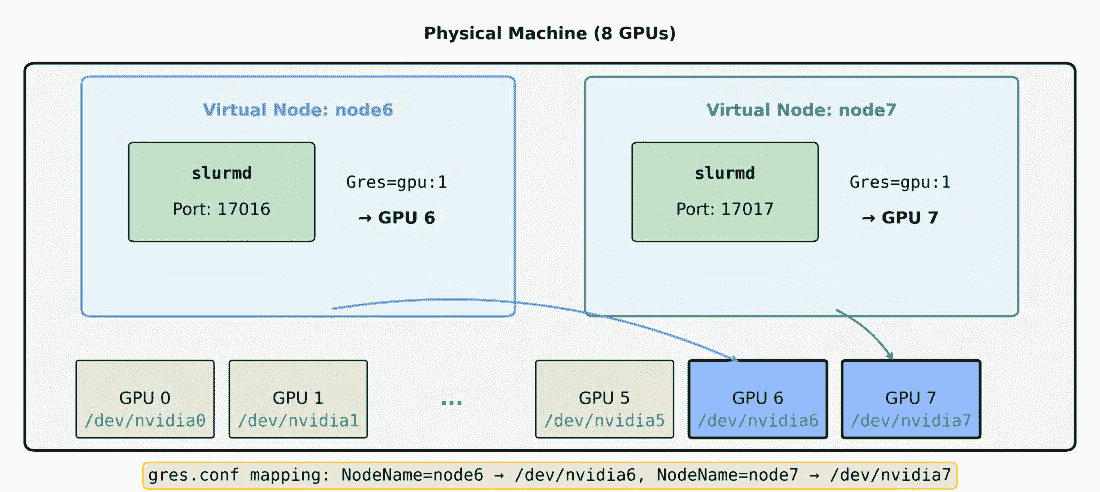 Physical Machine (8 GPUs)
Virtual Node: node6
slurmd
Port: 17016
Gres=gpu:1
→ GPU 6
Virtual Node: node7
slurmd
Port: 17017
Gres=gpu:1
→ GPU 7
GPU 0
/dev/nvidia0
GPU 1
/dev/nvidia1
...
GPU 5
/dev/nvidia5
GPU 6
/dev/nvidia6
GPU 7
/dev/nvidia7
gres.conf mapping: NodeName=node6 → /dev/nvidia6, NodeName=node7 → /dev/nvidia7